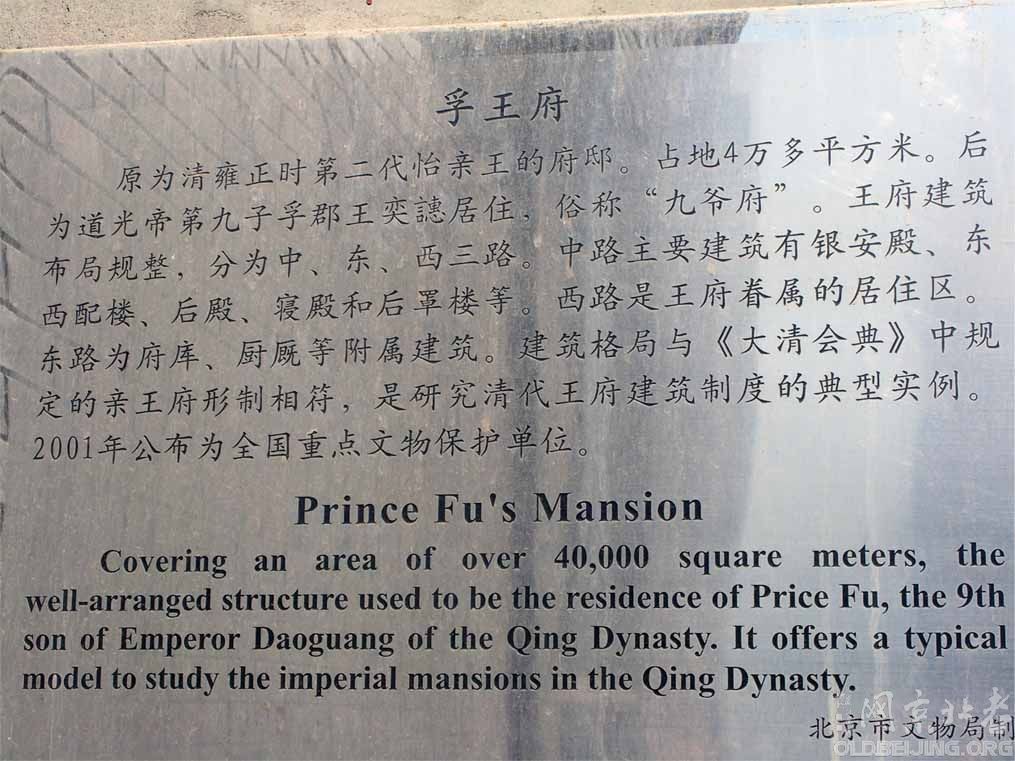 孚王府
原为清雍正时第二代怡亲王的府邸。占地4万多平方米。后
为道光帝第九子孚郡王奕譓居住，俗称“九爷府”。王府建筑
布局规整，分为中、东、西三路。中路主要建筑有银安殿、东
西配楼、后殿、寝殿和后罩楼等。西路是王府眷属的居住区。
东路为府库、厨厩等附属建筑。建筑格局与《大清会典》中规
定的亲王府形制相符，是研究清代王府建筑制度的典型实例。
2001年公布为全国重点文物保护单位。
Prince Fu's Mansion
Covering an area of over 40,000 square meters, the
well-arranged structure used to be the residence of Price Fu, the 9th
son of Emperor Daoguang of the Qing Dynasty. It offers a typical
model to study the imperial mansions in the Qing Dynasty.
北京市文物局制
网京北老
OLDBEIJING.ORG